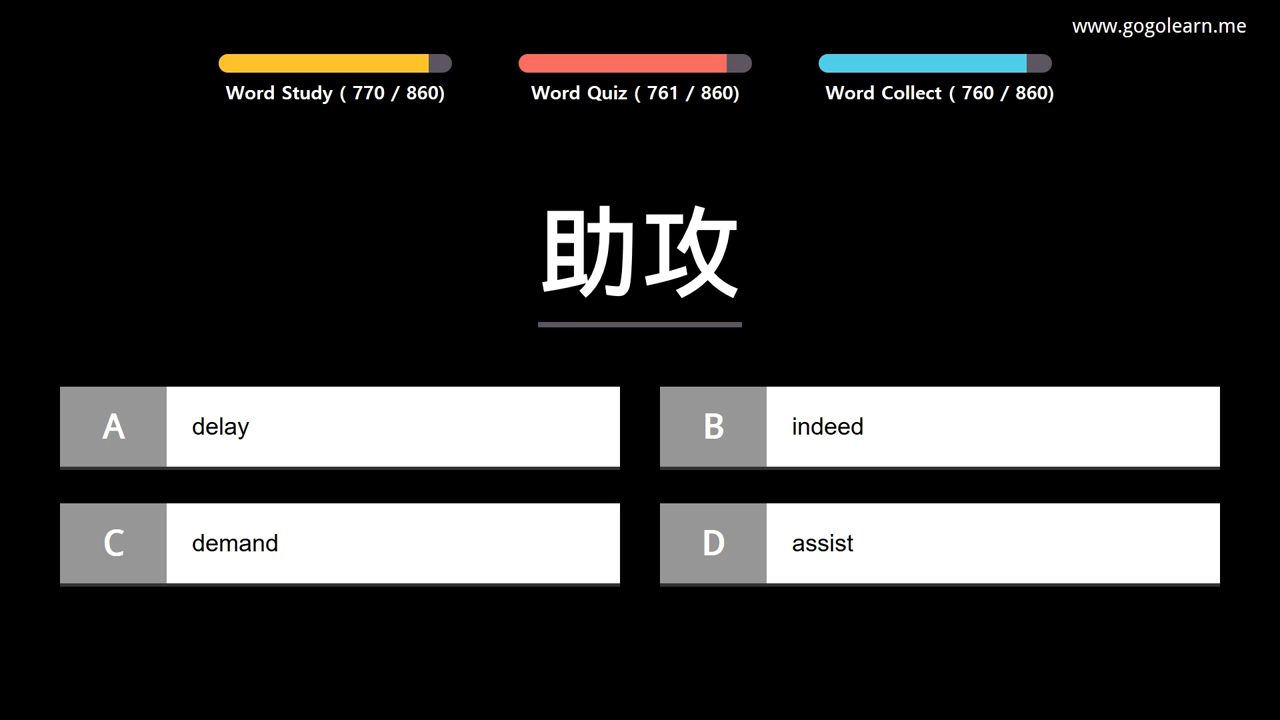 www.gogolearn.me
Word Study ( 770 / 860)
Word Quiz ( 761 / 860)
Word Collect ( 760 / 860)
助攻
A delay
B indeed
C demand
D assist